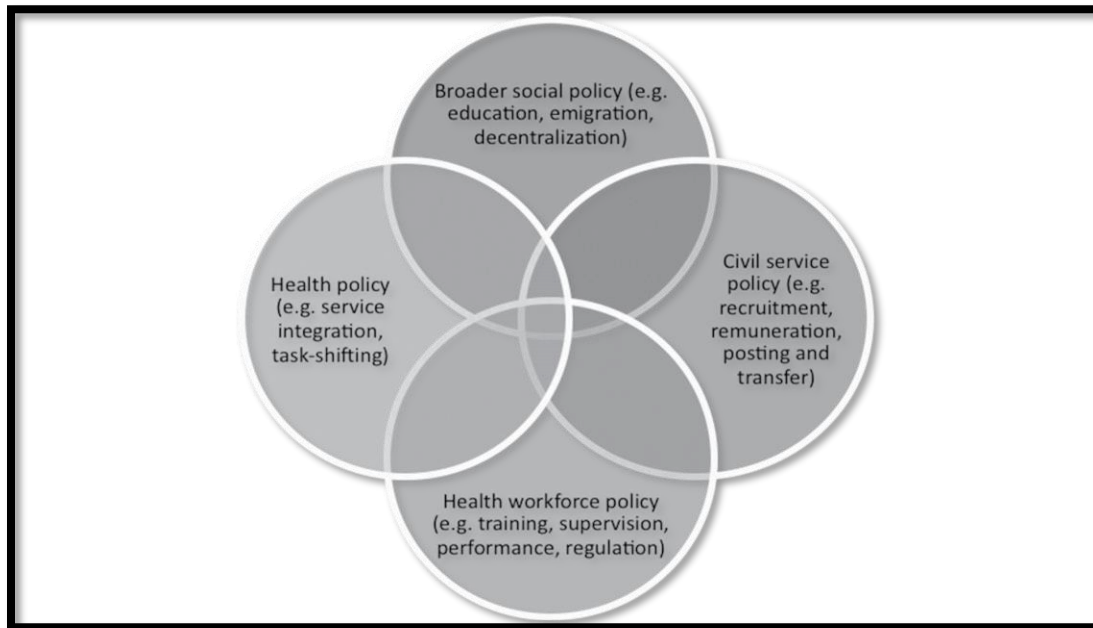 Broader social policy (e.g.
education, emigration,
decentralization)
Health policy
(e.g. service
integration,
task-shifting)
Civil service
policy (e.g.
recruitment,
remuneration,
posting and
transfer)
Health workforce policy
(e.g. training, supervision,
performance, regulation)